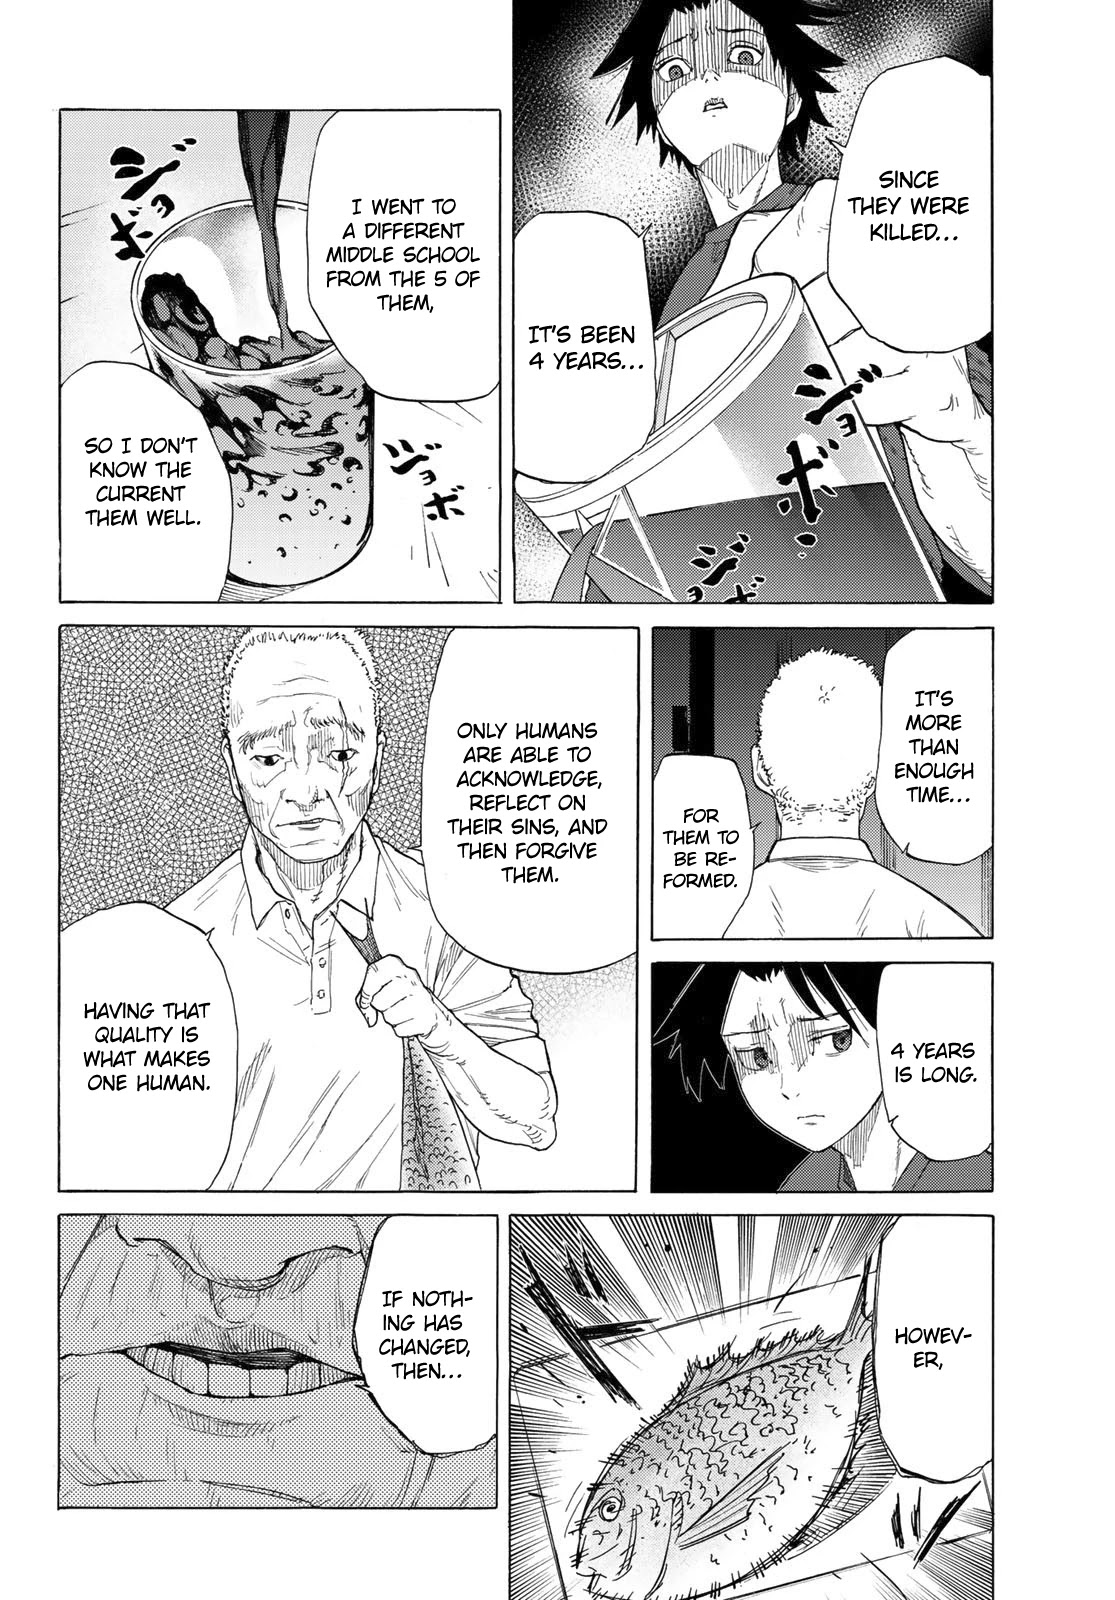 SINCE
THEY WERE
KILLED...
IT'S BEEN
4 YEARS...
ジョ
ボ
ジョ
ボ
I WENT TO
A DIFFERENT
MIDDLE SCHOOL
FROM THE 5 OF
THEM,
ジョ
ボ
ジョ
ボ
SO I DON'T
KNOW THE
CURRENT
THEM WELL.
IT'S
MORE
THAN
ENOUGH
TIME...
FOR
THEM TO
BE RE-
FORMED.
ONLY HUMANS
ARE ABLE TO
ACKNOWLEDGE,
REFLECT ON
THEIR SINS, AND
THEN FORGIVE
THEM.
HAVING THAT
QUALITY IS
WHAT MAKES
ONE HUMAN.
4 YEARS
IS LONG.
HOWEV-
ER,
IF NOTH-
ING HAS
CHANGED,
THEN...